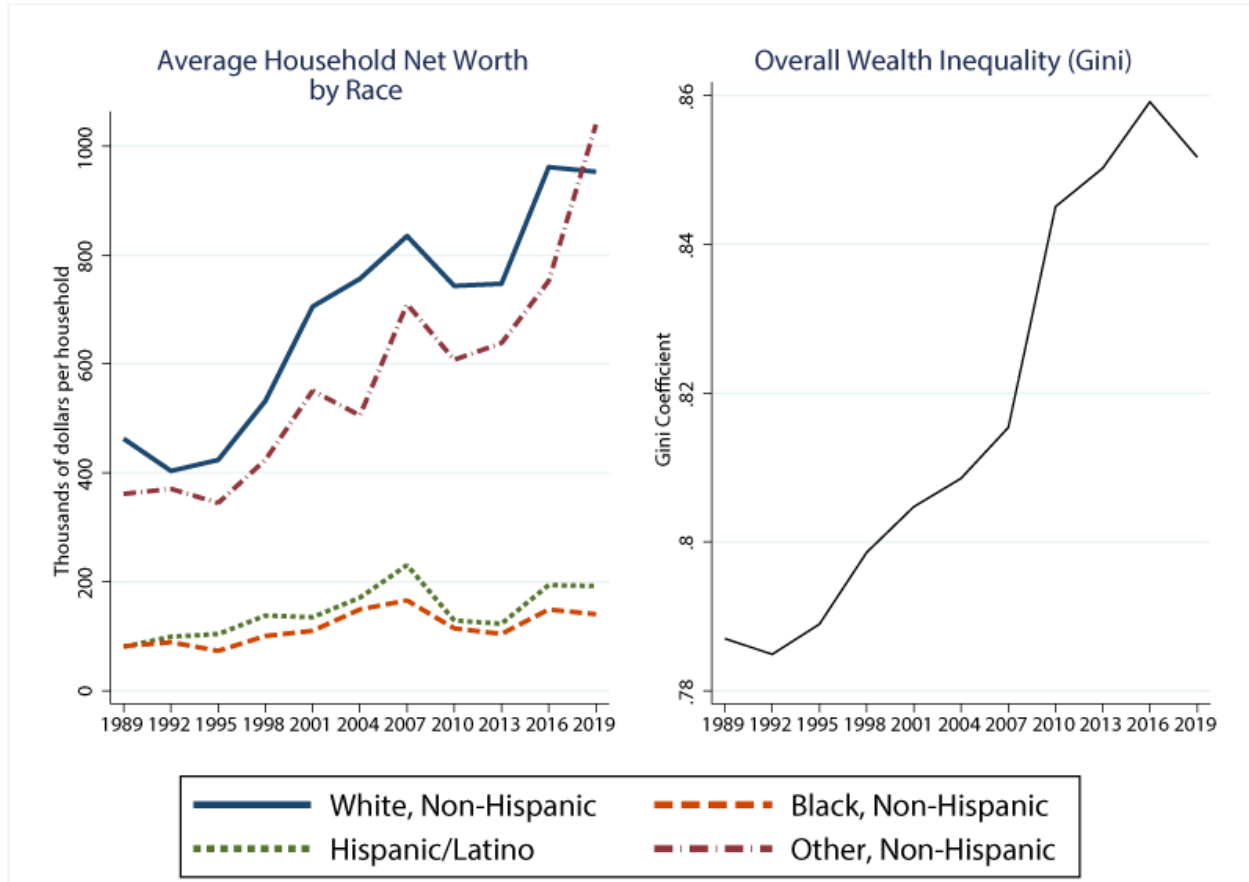 Average Household Net Worth
by Race
Thousands of dollars per household
1000
800
600
400
200
0
1989 1992 1995 1998 2001 2004 2007 2010 2013 2016 2019
Overall Wealth Inequality (Gini)
Gini Coefficient
.86
.84
.82
.8
.78
1989 1992 1995 1998 2001 2004 2007 2010 2013 2016 2019
White, Non-Hispanic
Black, Non-Hispanic
Hispanic/Latino
Other, Non-Hispanic